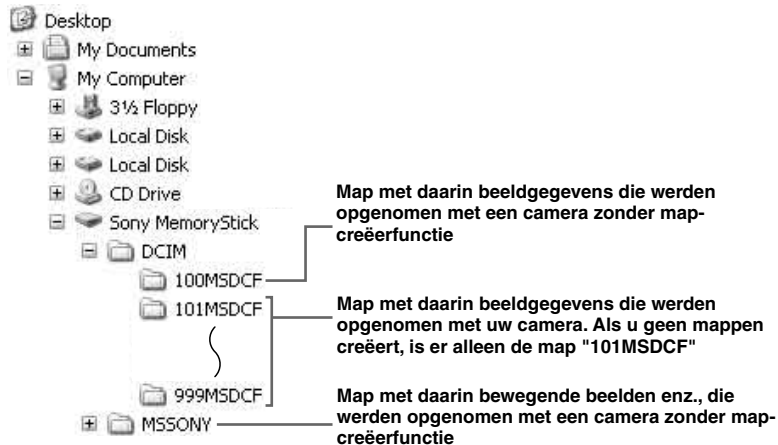 Desktop
My Documents
My Computer
3½ Floppy
Local Disk
Local Disk
CD Drive
Sony MemoryStick
DCIM
100MSDCF
101MSDCF
999MSDCF
MSSONY
Map met daarin beeldgegevens die werden
opgenomen met een camera zonder map-
creëerfunctie
Map met daarin beeldgegevens die werden
opgenomen met uw camera. Als u geen mappen
creëert, is er alleen de map "101MSDCF"
Map met daarin bewegende beelden enz., die
werden opgenomen met een camera zonder map-
creëerfunctie